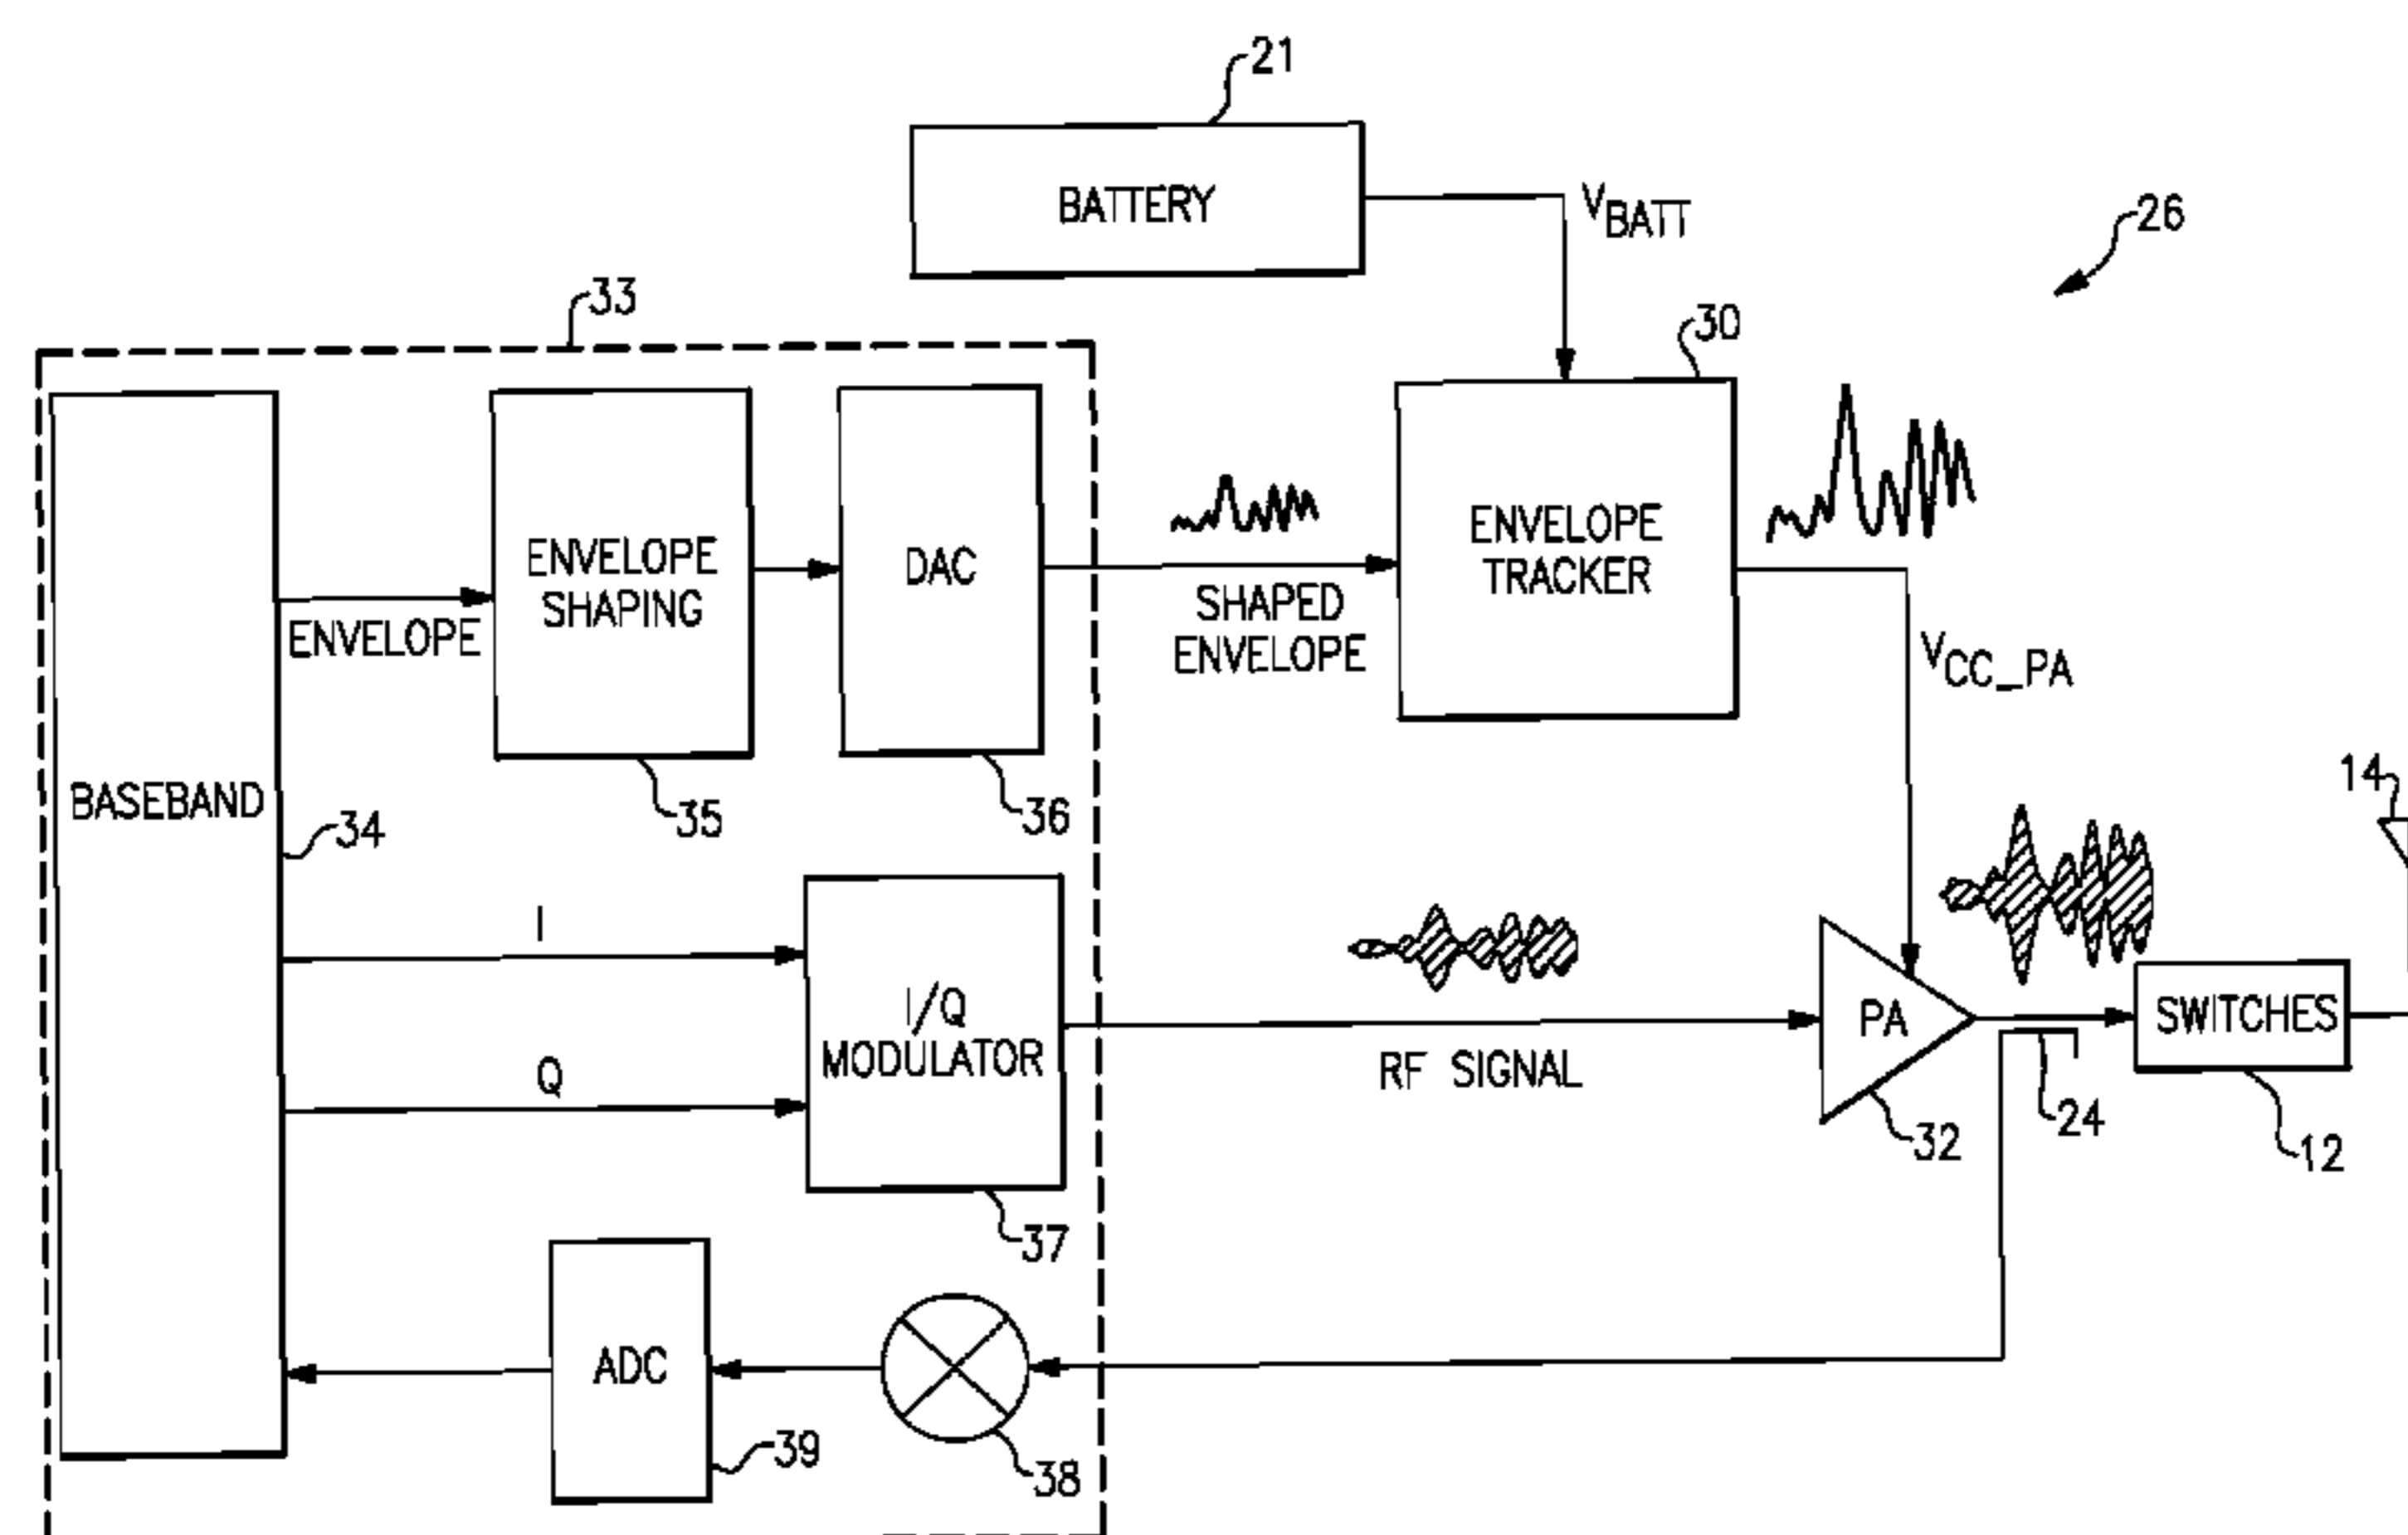 21
BATTERY
VBATT
26
33
30
ENVELOPE
SHAPING
DAC
ENVELOPE
TRACKER
ENVELOPE
SHAPED
ENVELOPE
VCC_PA
BASEBAND
34
35
36
14
I
I/Q
MODULATOR
Q
RF SIGNAL
PA
SWITCHES
24
32
12
37
ADC
39
38